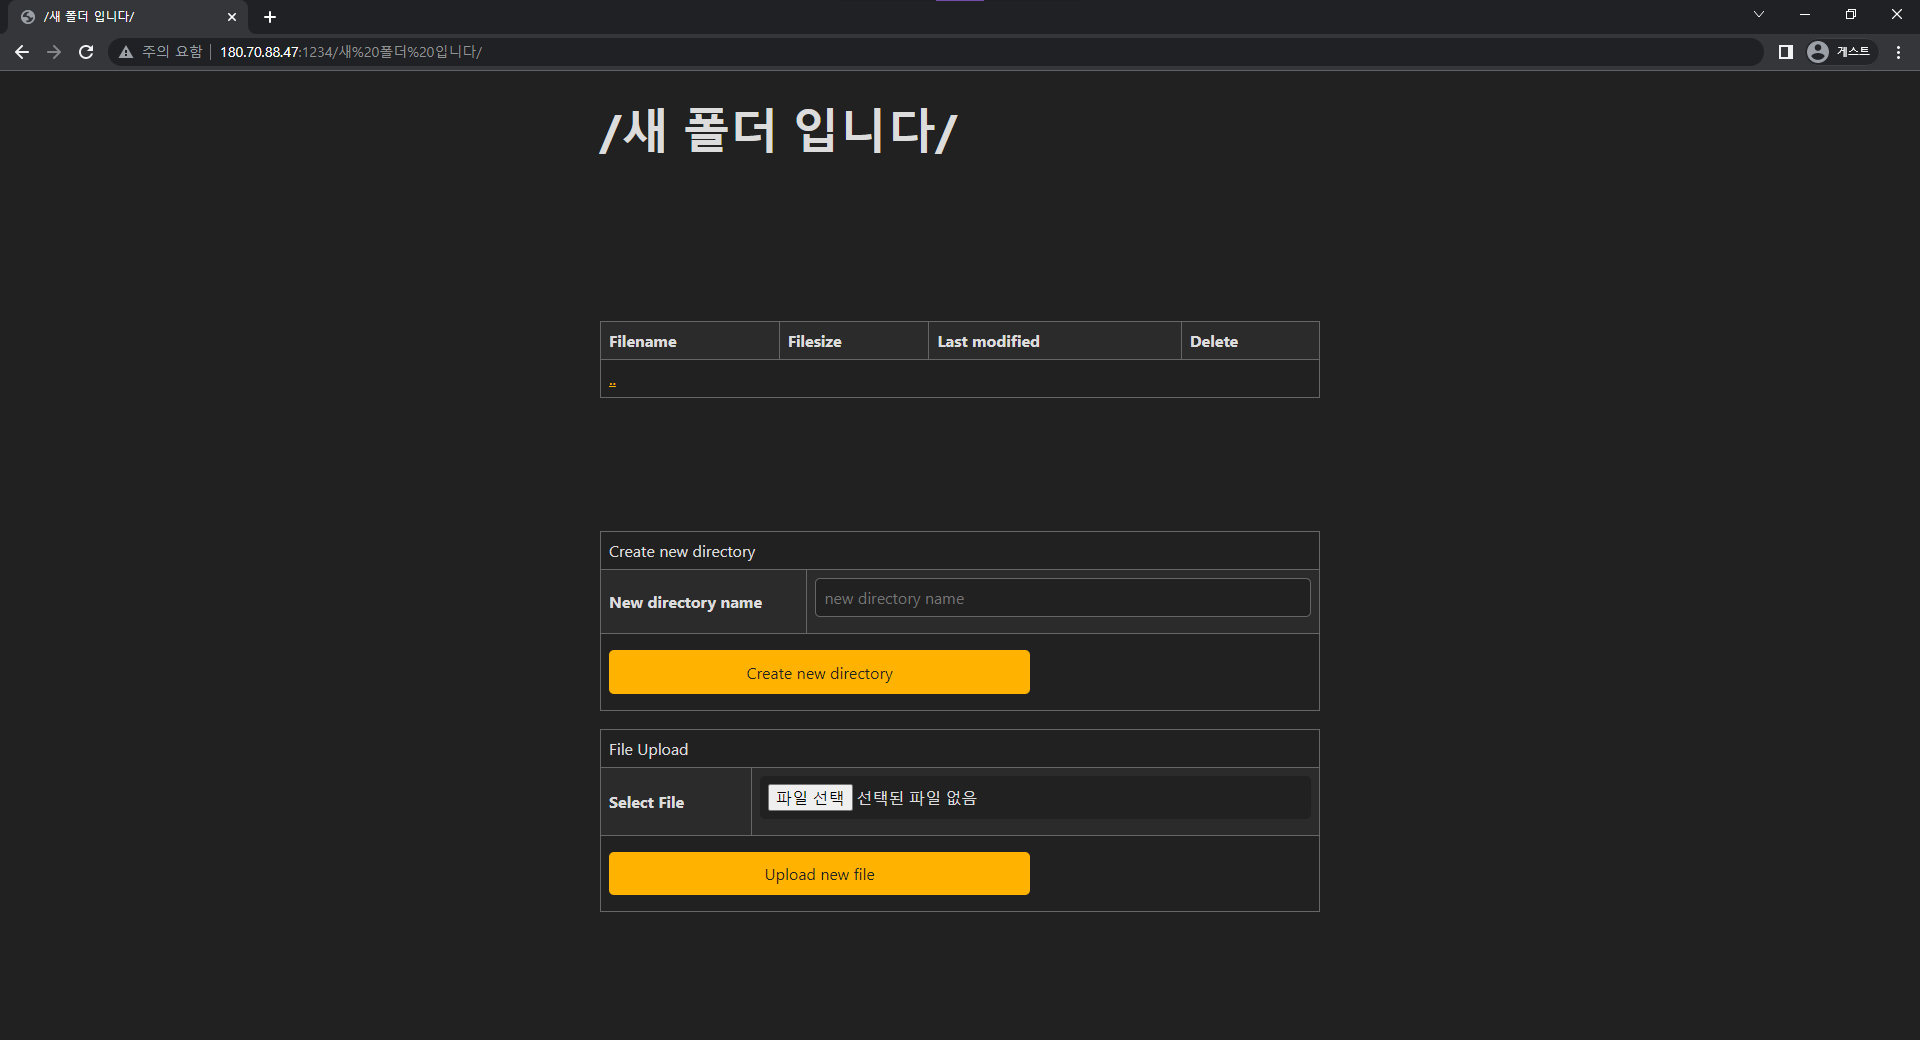 /새 폴더 입니다/
주의 요함 180.70.88.47:1234/새%20폴더%20입니다/ 게스트
/새 폴더 입니다/
Filename Filesize Last modified Delete
..
Create new directory
New directory name new directory name
Create new directory
File Upload
Select File 파일 선택 선택된 파일 없음
Upload new file